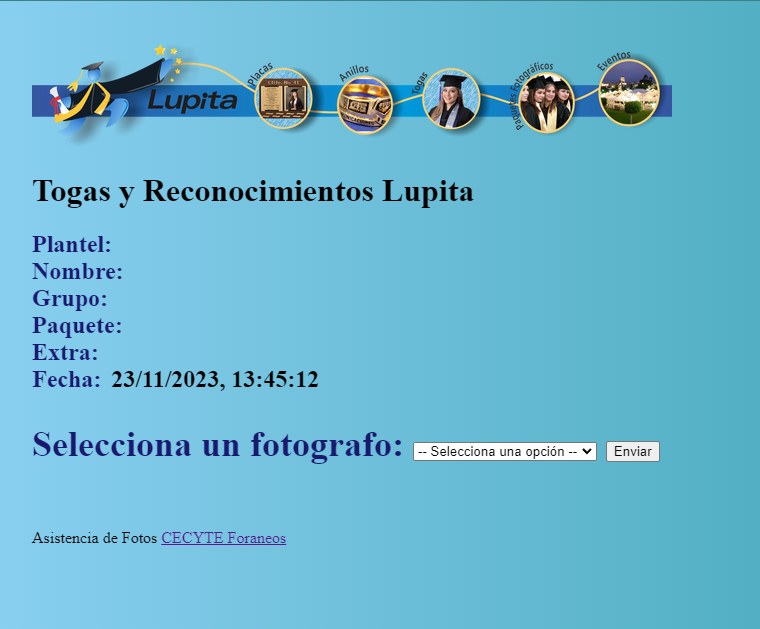 Placas
Anillos
Togas
Paquetes Fotográficos
Eventos
Lupita
Togas y Reconocimientos Lupita
Plantel:
Nombre:
Grupo:
Paquete:
Extra:
Fecha: 23/11/2023, 13:45:12
Selecciona un fotografo: -- Selecciona una opción -- Enviar
Asistencia de Fotos CECYTE Foraneos